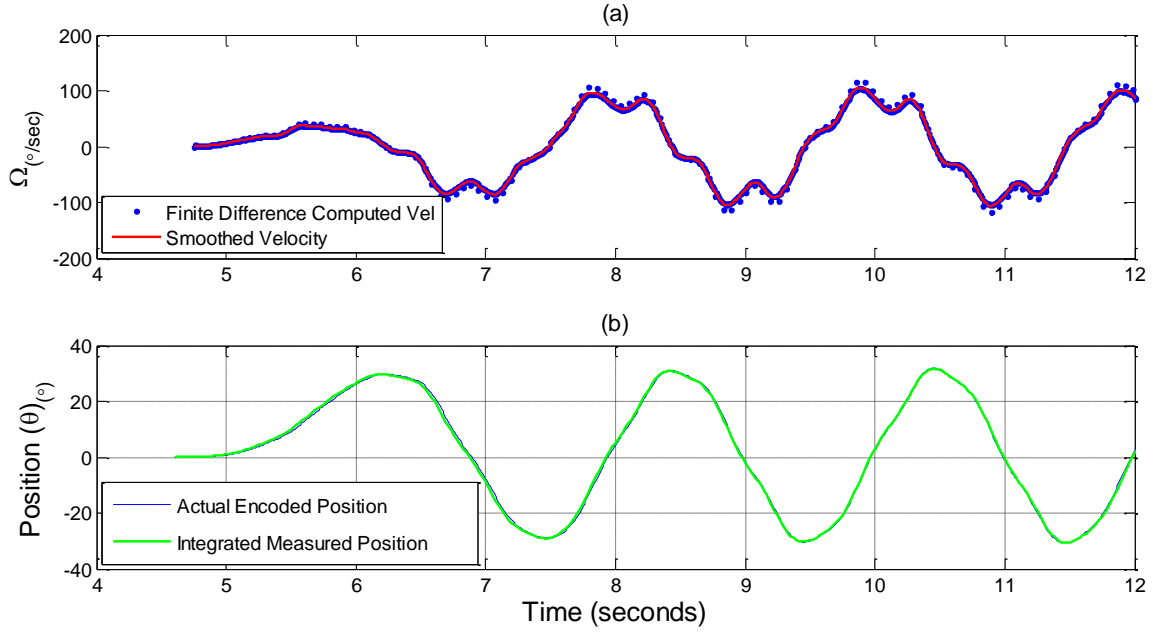 (a)
200
100
0
-100
-200
Ω(°/sec)
Finite Difference Computed Vel
Smoothed Velocity
4 5 6 7 8 9 10 11 12
(b)
40
20
0
-20
-40
Position (θ)(°)
Actual Encoded Position
Integrated Measured Position
4 5 6 7 8 9 10 11 12
Time (seconds)